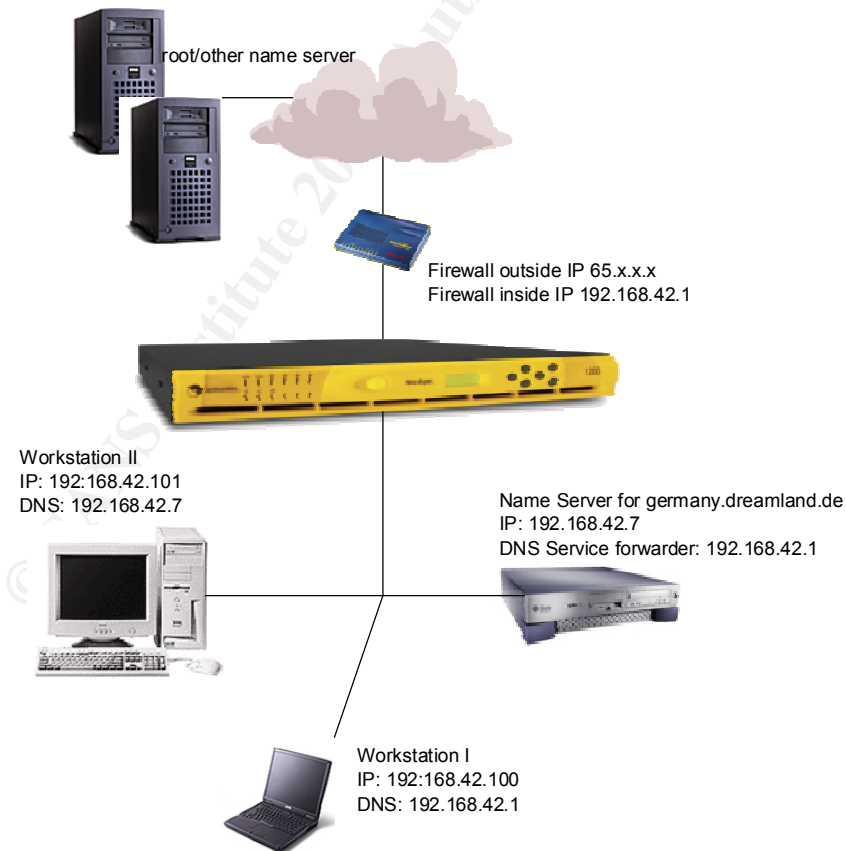 root/other name server
Firewall outside IP 65.x.x.x
Firewall inside IP 192.168.42.1
Workstation II
IP: 192:168.42.101
DNS: 192.168.42.7
Name Server for germany.dreamland.de
IP: 192.168.42.7
DNS Service forwarder: 192.168.42.1
Workstation I
IP: 192:168.42.100
DNS: 192.168.42.1